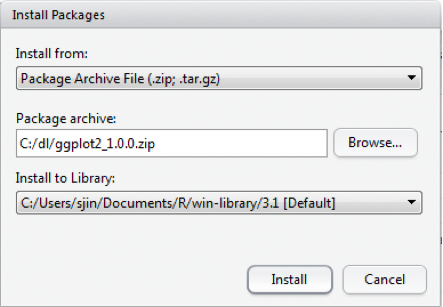 Install Packages
Install from:
Package Archive File (.zip; .tar.gz)
Package archive:
C:/dl/ggplot2_1.0.0.zip
Browse...
Install to Library:
C:/Users/sjin/Documents/R/win-library/3.1 [Default]
Install
Cancel